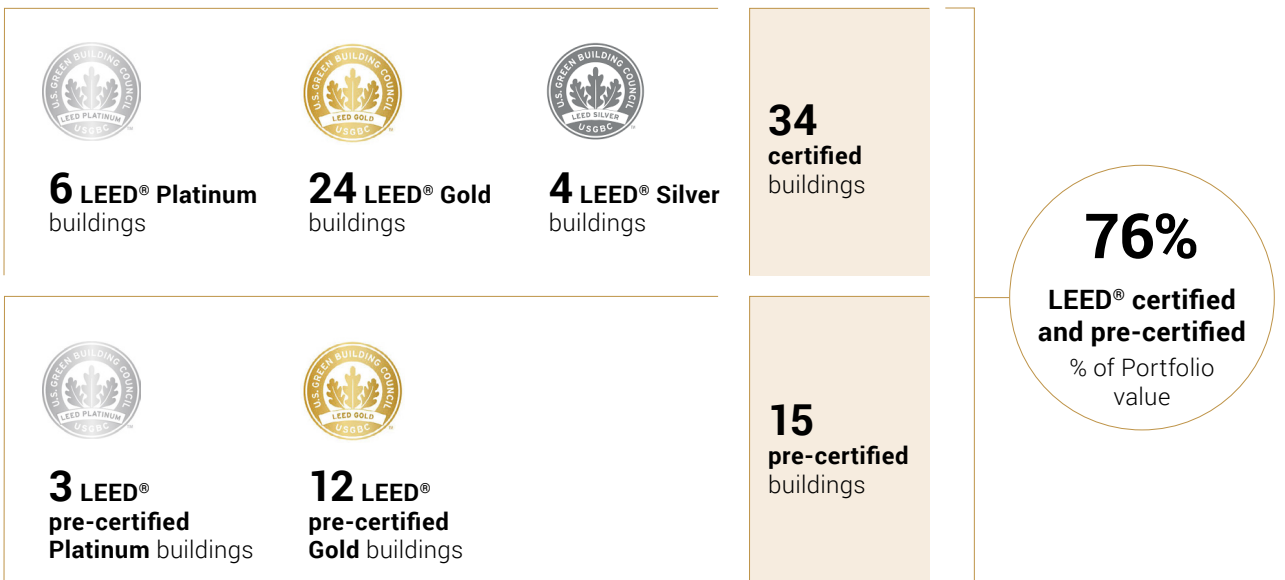 U.S. GREEN BUILDING COUNCIL
LEED PLATINUM
USGBC
6 LEED® Platinum
buildings
U.S. GREEN BUILDING COUNCIL
LEED GOLD
USGBC
24 LEED® Gold
buildings
U.S. GREEN BUILDING COUNCIL
LEED SILVER
USGBC
4 LEED® Silver
buildings
34
certified
buildings
U.S. GREEN BUILDING COUNCIL
LEED PLATINUM
USGBC
3 LEED®
pre-certified
Platinum buildings
U.S. GREEN BUILDING COUNCIL
LEED GOLD
USGBC
12 LEED®
pre-certified
Gold buildings
15
pre-certified
buildings
76%
LEED® certified
and pre-certified
% of Portfolio
value